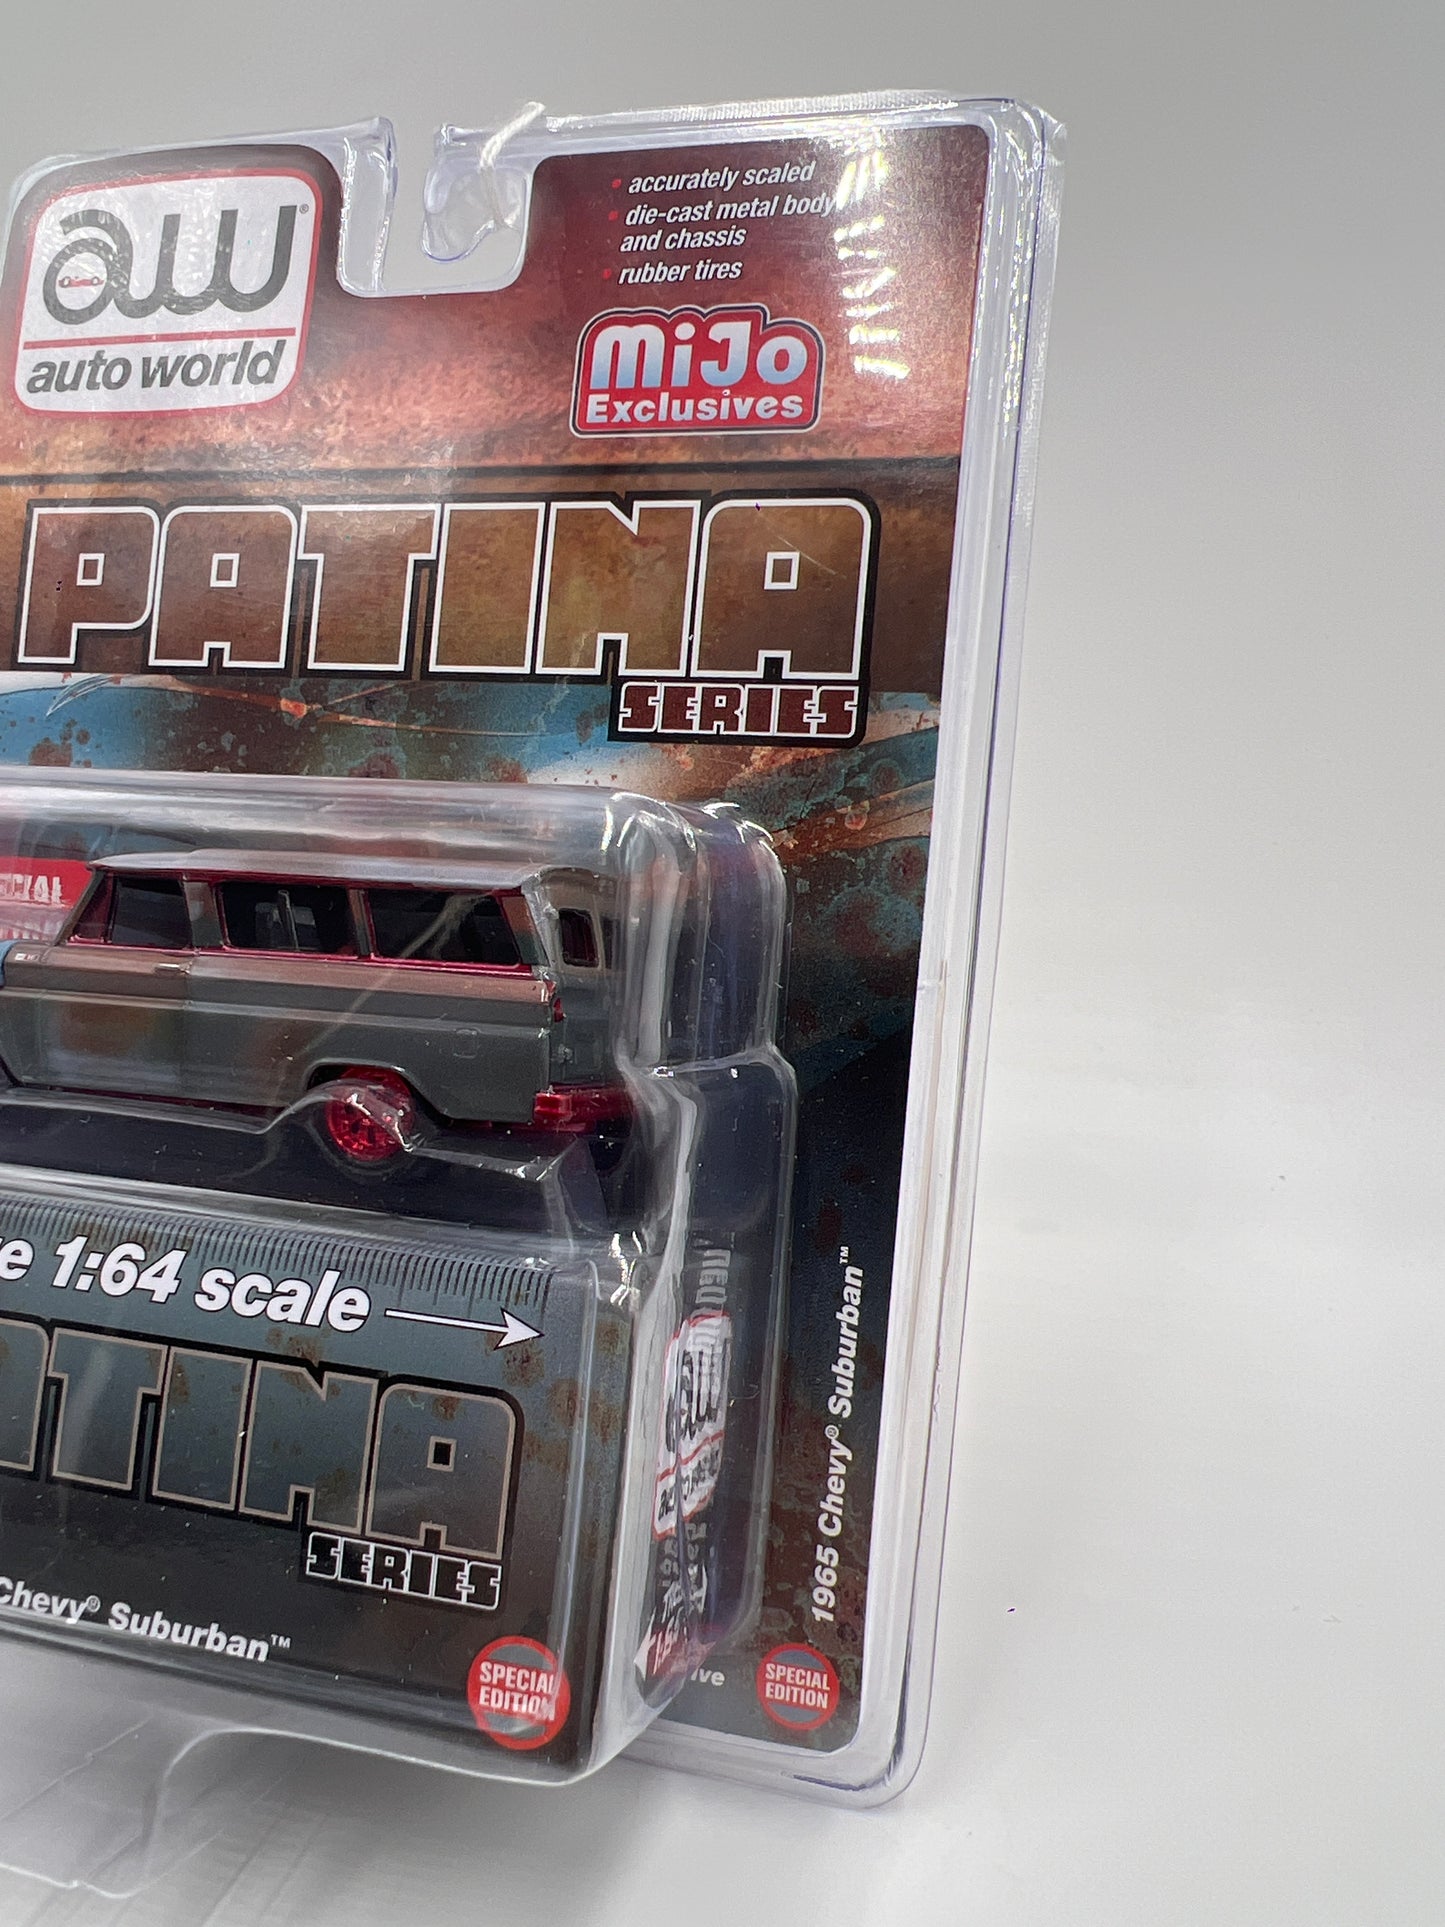 aw®
auto world
• accurately scaled
• die-cast metal body
and chassis
• rubber tires
MiJo
Exclusives
PATINA
SERIES
1:64 scale
SERIES
Chevy® Suburban™
SPECIAL
EDITION
1965 Chevy® Suburban™
SPECIAL
EDITION